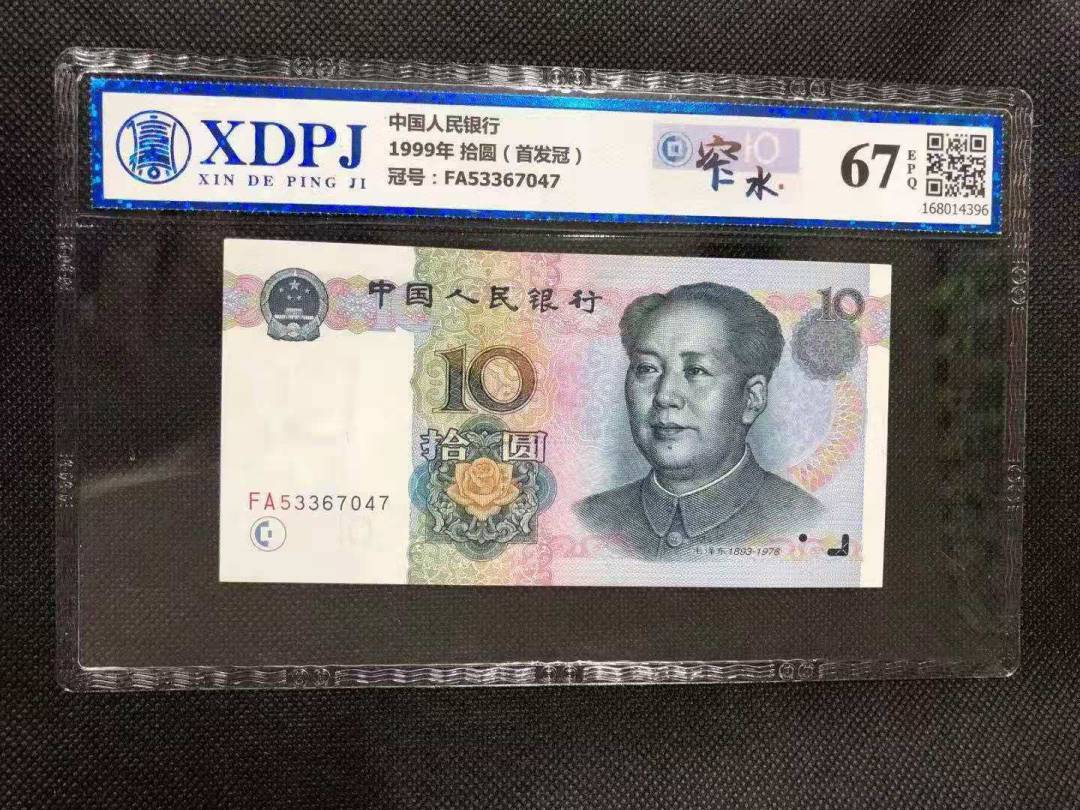 XDPJ
XIN DE PING JI
中国人民银行
1999年 拾圆（首发冠）
冠号：FA53367047
10
窄水
67
EPQ
168014396
中国人民银行
10
10
拾圆
FA53367047
毛泽东 1893-1976